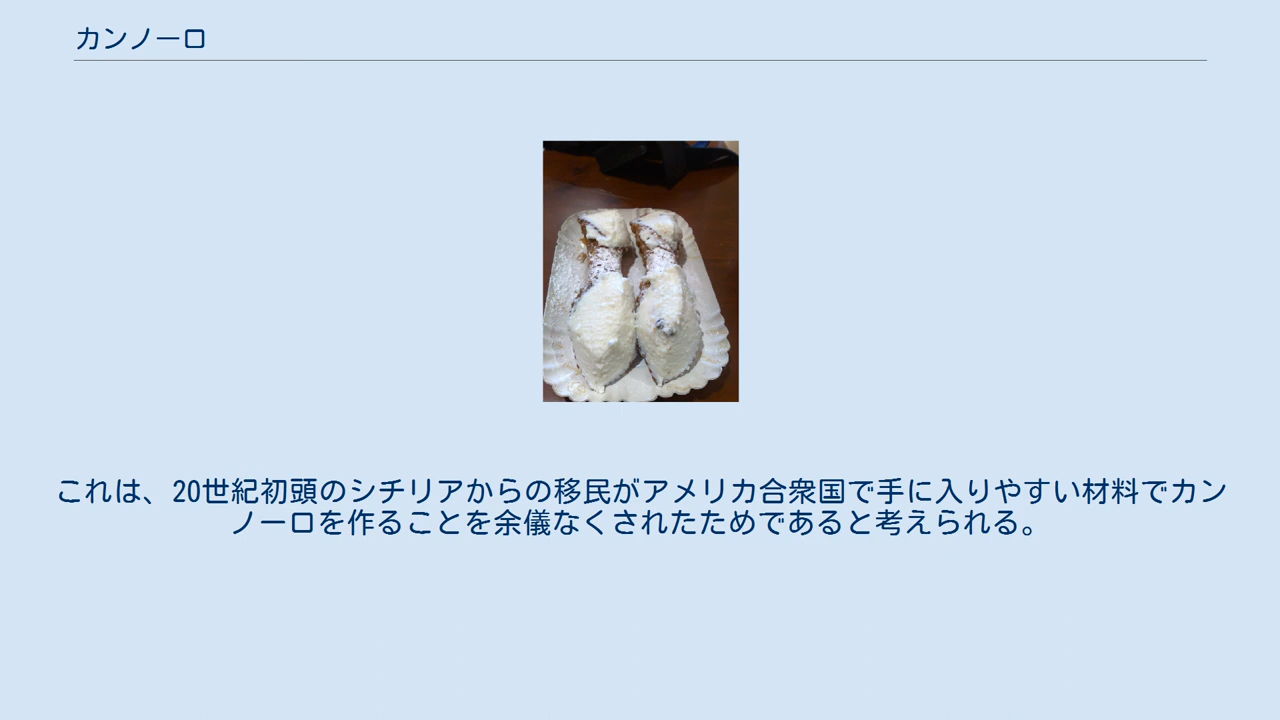 カンノーロ
これは、20世紀初頭のシチリアからの移民がアメリカ合衆国で手に入りやすい材料でカン
ノーロを作ることを余儀なくされたためであると考えられる。